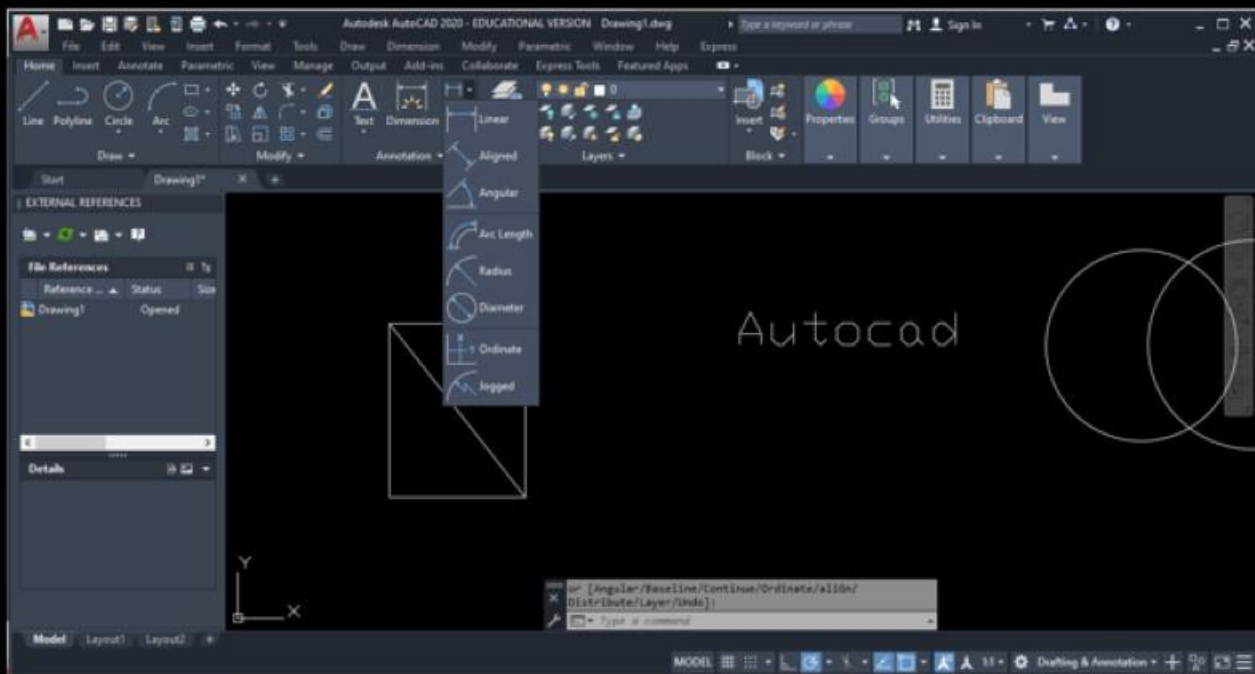 A Autodesk AutoCAD 2020 - EDUCATIONAL VERSION Drawing1.dwg Type a keyword or phrase Sign In
File Edit View Insert Format Tools Draw Dimension Modify Parametric Window Help Express
Home Insert Annotate Parametric View Manage Output Add-ins Collaborate Express Tools Featured Apps
Line Polyline Circle Arc Text Dimension Insert Properties Groups Utilities Clipboard View
0
Draw Modify Annotation Layers Block
Linear
Aligned
Angular
Arc Length
Radius
Diameter
Ordinate
Jogged
Start Drawing1*
EXTERNAL REFERENCES
File References
Reference ... Status Size
Drawing1 Opened
Details
Autocad
Y
X
or [Angular/Baseline/Continue/Ordinate/aliGn/
Distribute/Layer/Undo]:
Type a command
Model Layout1 Layout2 +
MODEL 1:1 Drafting & Annotation